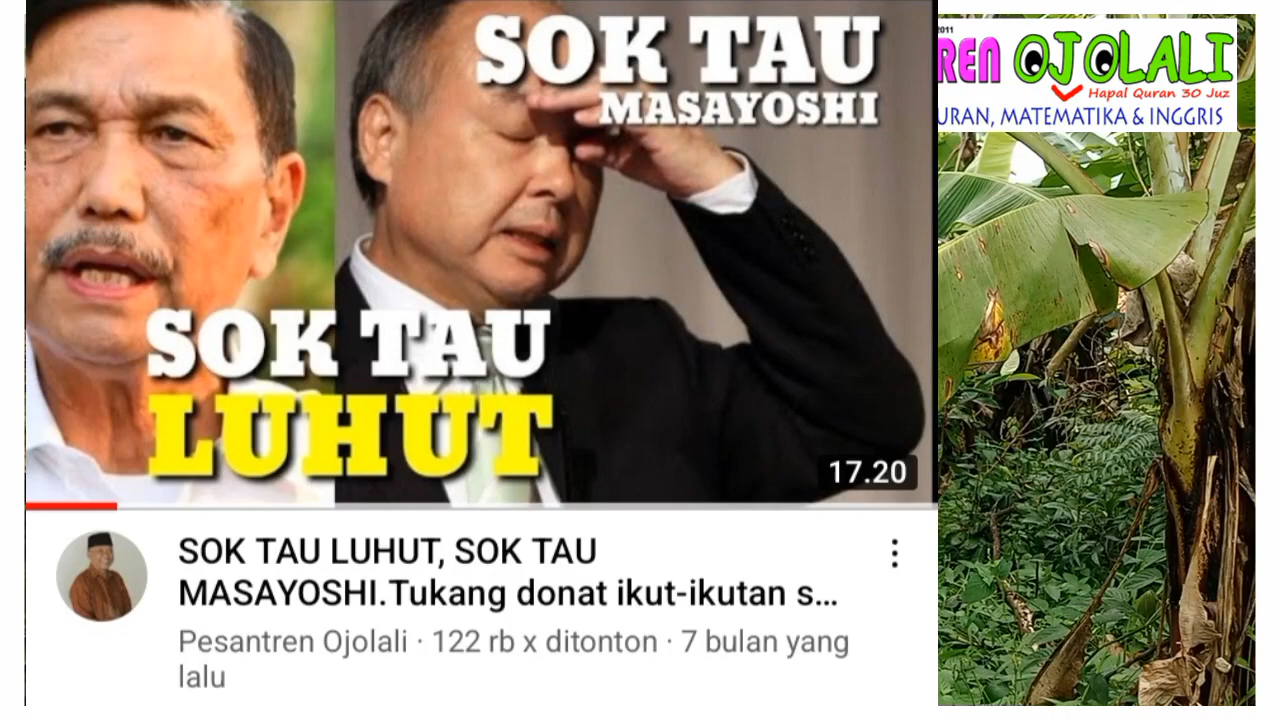 SOK TAU
MASAYOSHI
SOK TAU
LUHUT
17.20
SOK TAU LUHUT, SOK TAU
MASAYOSHI.Tukang donat ikut-ikutan s...
Pesantren Ojolali · 122 rb x ditonton · 7 bulan yang
lalu
2011
REN OJOLALI
Hapal Quran 30 Juz
URAN, MATEMATIKA & INGGRIS